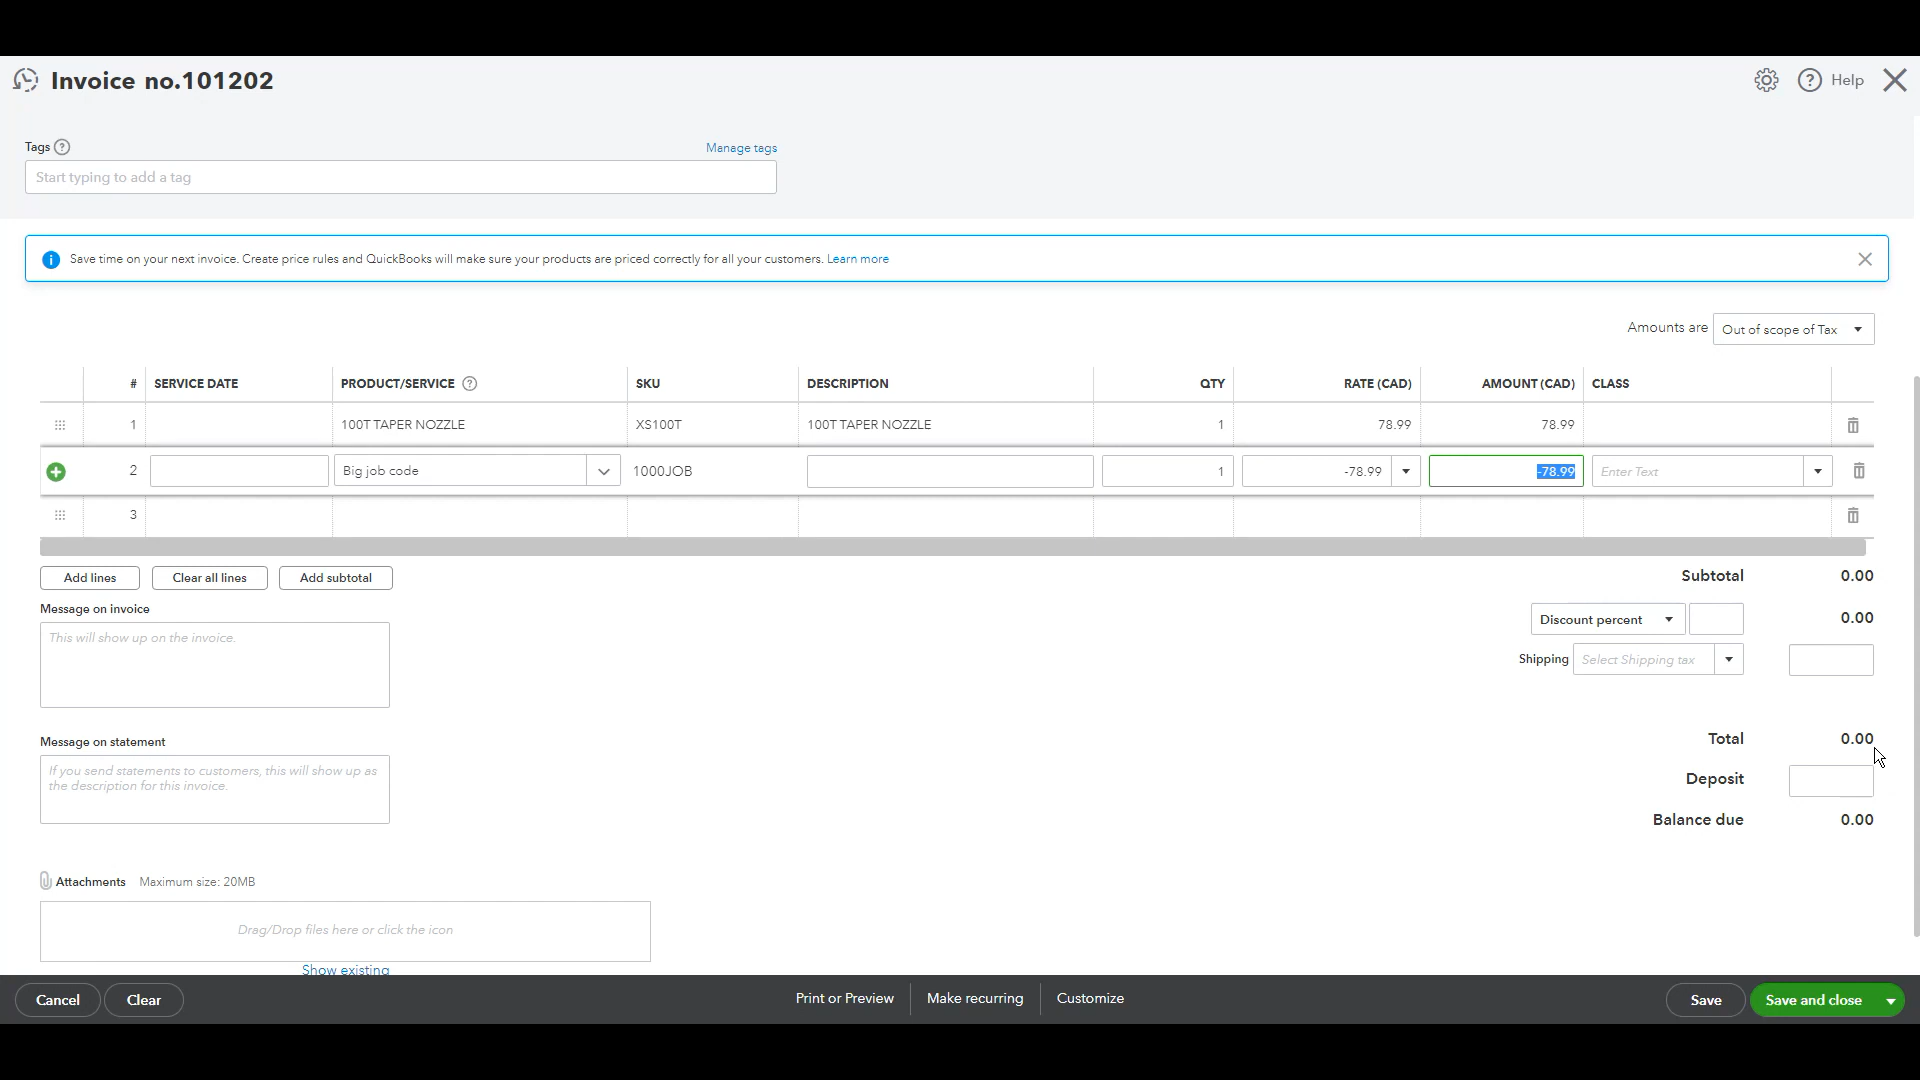 Invoice no.101202
Help
Tags
Manage tags
Start typing to add a tag
Save time on your next invoice. Create price rules and QuickBooks will make sure your products are priced correctly for all your customers. Learn more
Amounts are Out of scope of Tax
# SERVICE DATE PRODUCT/SERVICE SKU DESCRIPTION QTY RATE (CAD) AMOUNT (CAD) CLASS
1 100T TAPER NOZZLE XS100T 100T TAPER NOZZLE 1 78.99 78.99
2 Big job code 1000JOB 1 -78.99 -78.99 Enter Text
3
Add lines Clear all lines Add subtotal
Subtotal 0.00
Message on invoice
This will show up on the invoice.
Discount percent 0.00
Shipping Select Shipping tax
Message on statement
If you send statements to customers, this will show up as
the description for this invoice.
Total 0.00
Deposit
Balance due 0.00
Attachments Maximum size: 20MB
Drag/Drop files here or click the icon
Show existing
Cancel Clear Print or Preview Make recurring Customize Save Save and close